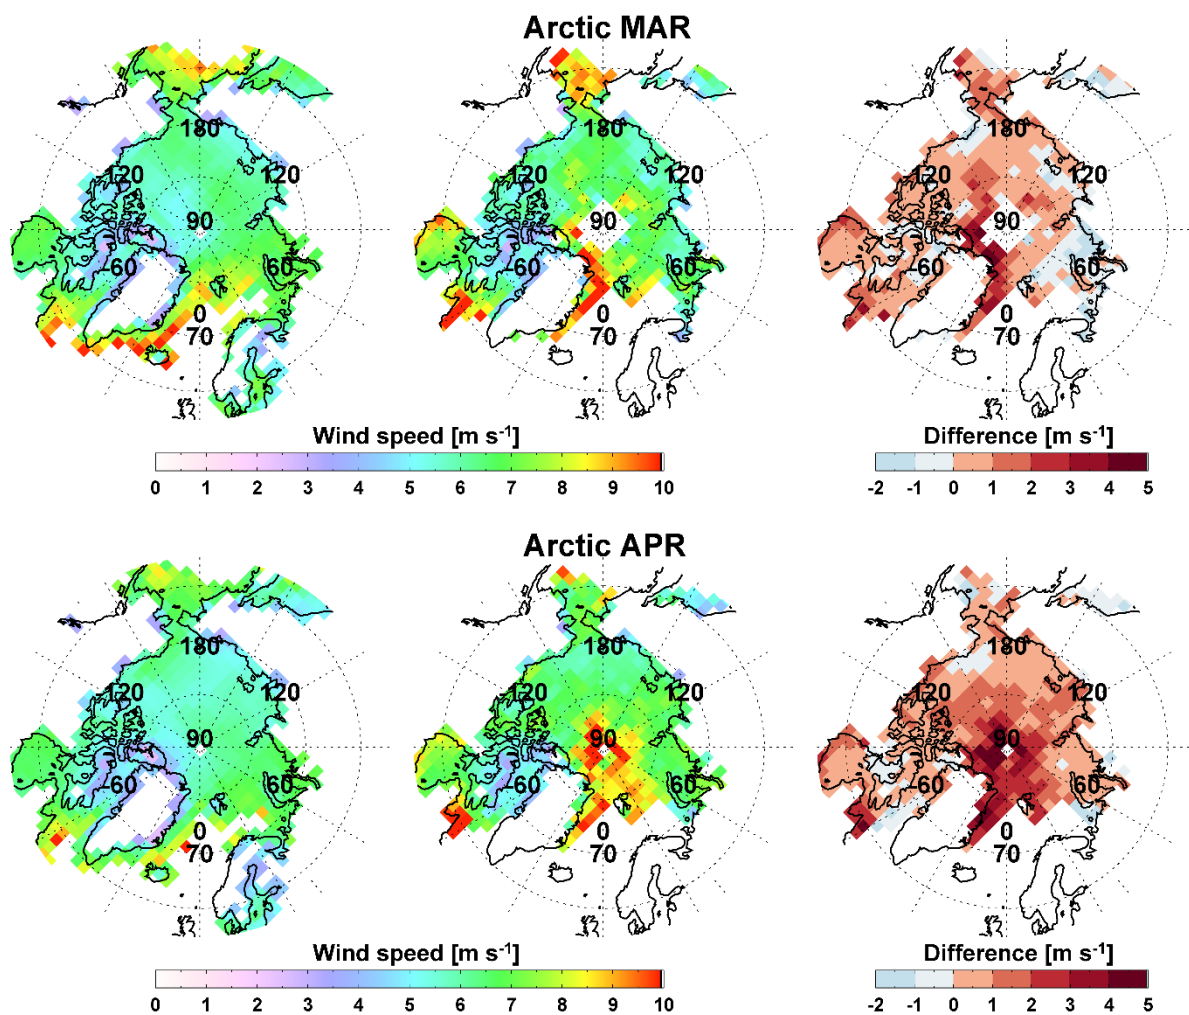 Arctic MAR
180 180 180
120 120 120 120 120 120
90 90 90
-60 60 -60 60 -60 60
0 0 0
70 70 70
Wind speed [m s-1] Difference [m s-1]
0 1 2 3 4 5 6 7 8 9 10 -2 -1 0 1 2 3 4 5
Arctic APR
180 180 180
-120 120 -120 120 -120 120
90 90 90
-60 60 -60 60 -60 60
0 0 0
70 70 70
Wind speed [m s-1] Difference [m s-1]
0 1 2 3 4 5 6 7 8 9 10 -2 -1 0 1 2 3 4 5